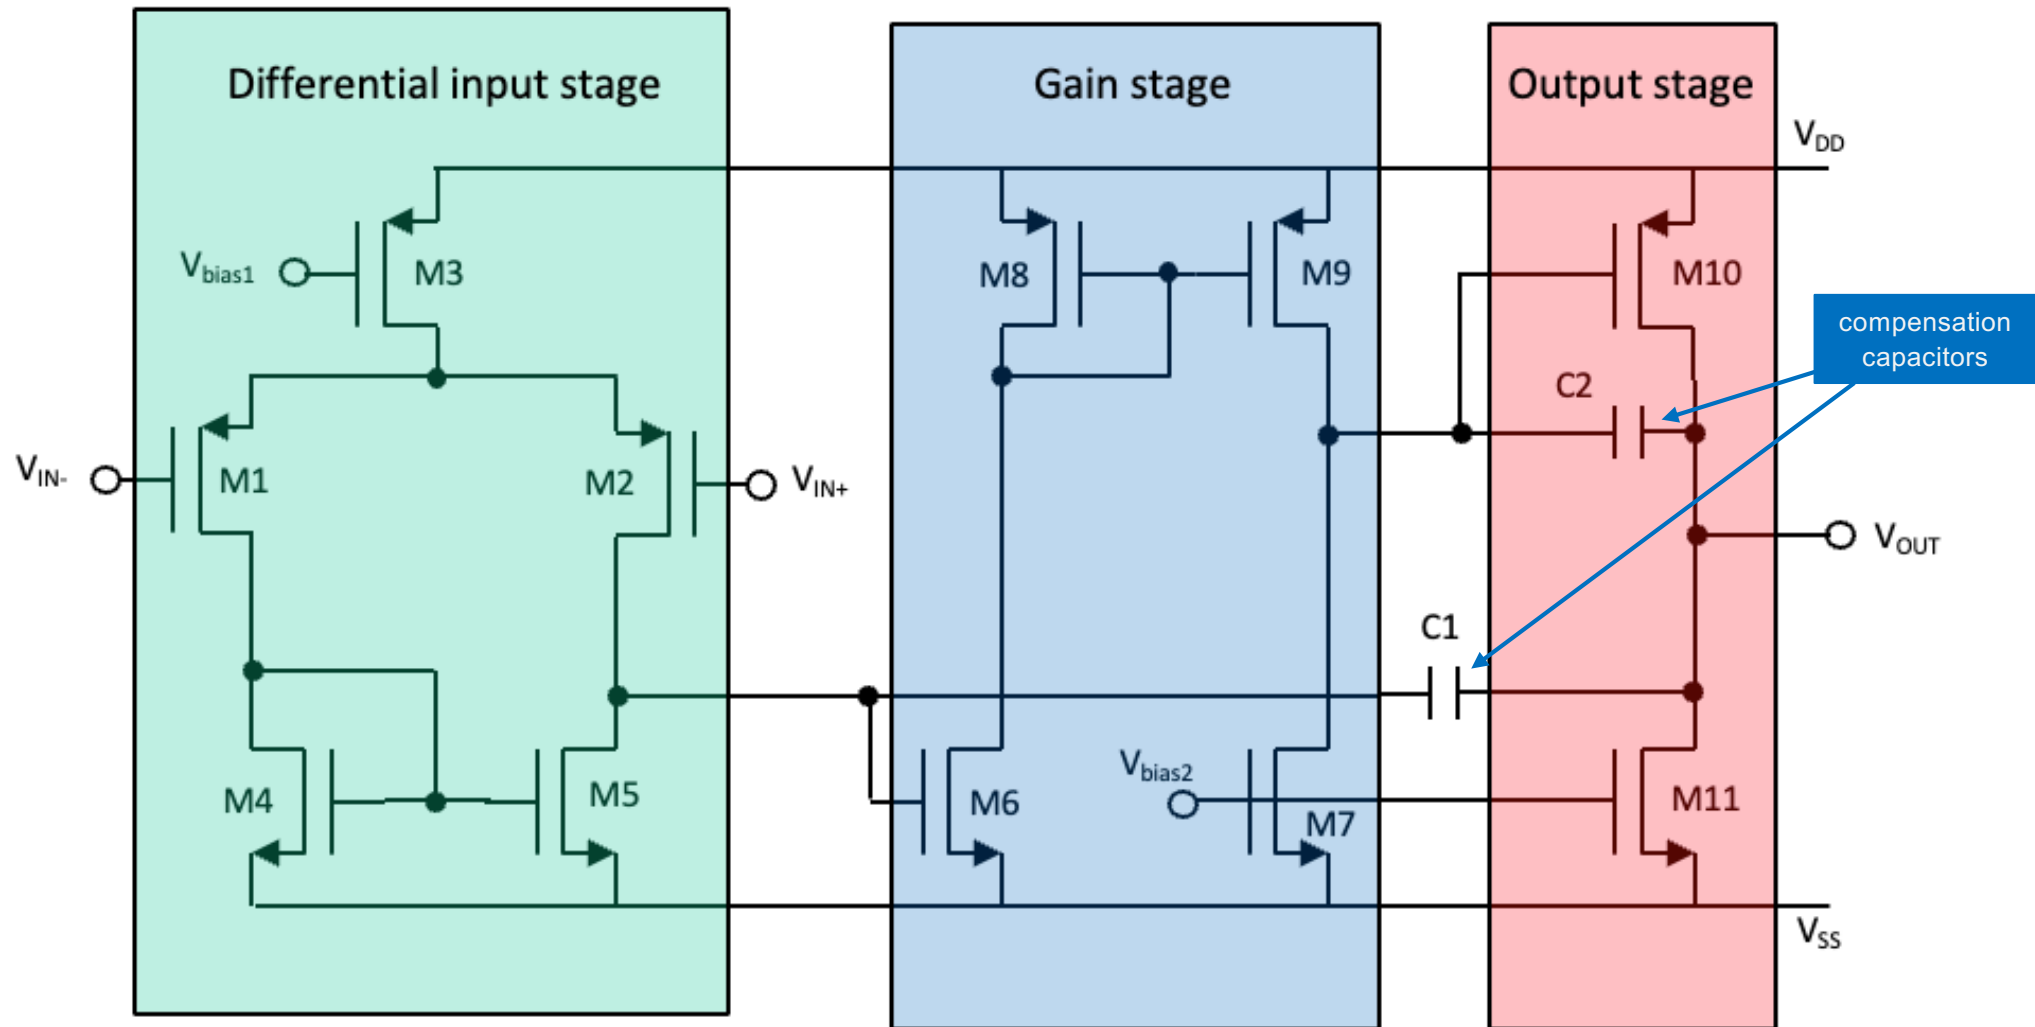 Differential input stage
Gain stage
Output stage
VDD
Vbias1
M3
M8
M9
M10
compensation
capacitors
C2
VIN-
M1
M2
VIN+
VOUT
C1
Vbias2
M4
M5
M6
M7
M11
VSS